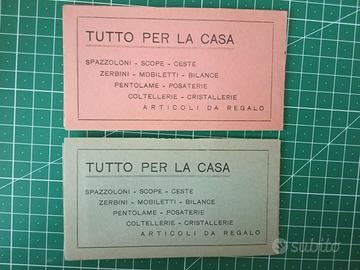 TUTTO PER LA CASA
SPAZZOLONI - SCOPE - CESTE
ZERBINI - MOBILETTI - BILANCE
PENTOLAME - POSATERIE
COLTELLERIE - CRISTALLERIE
ARTICOLI DA REGALO
TUTTO PER LA CASA
SPAZZOLONI - SCOPE - CESTE
ZERBINI - MOBILETTI - BILANCE
PENTOLAME - POSATERIE
COLTELLERIE - CRISTALLERIE
ARTICOLI DA REGALO
subito